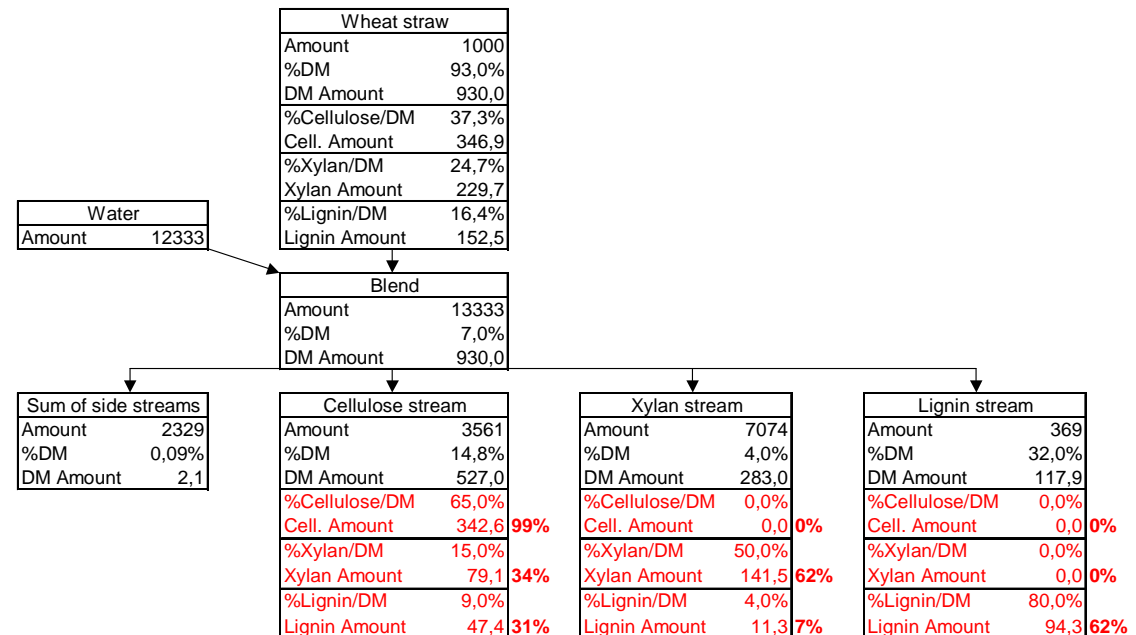 Wheat straw
Amount 1000
%DM 93,0%
DM Amount 930,0
%Cellulose/DM 37,3%
Cell. Amount 346,9
%Xylan/DM 24,7%
Xylan Amount 229,7
%Lignin/DM 16,4%
Lignin Amount 152,5
Water
Amount 12333
Blend
Amount 13333
%DM 7,0%
DM Amount 930,0
Sum of side streams
Amount 2329
%DM 0,09%
DM Amount 2,1
Cellulose stream
Amount 3561
%DM 14,8%
DM Amount 527,0
%Cellulose/DM 65,0%
Cell. Amount 342,6 99%
%Xylan/DM 15,0%
Xylan Amount 79,1 34%
%Lignin/DM 9,0%
Lignin Amount 47,4 31%
Xylan stream
Amount 7074
%DM 4,0%
DM Amount 283,0
%Cellulose/DM 0,0%
Cell. Amount 0,0 0%
%Xylan/DM 50,0%
Xylan Amount 141,5 62%
%Lignin/DM 4,0%
Lignin Amount 11,3 7%
Lignin stream
Amount 369
%DM 32,0%
DM Amount 117,9
%Cellulose/DM 0,0%
Cell. Amount 0,0 0%
%Xylan/DM 0,0%
Xylan Amount 0,0 0%
%Lignin/DM 80,0%
Lignin Amount 94,3 62%